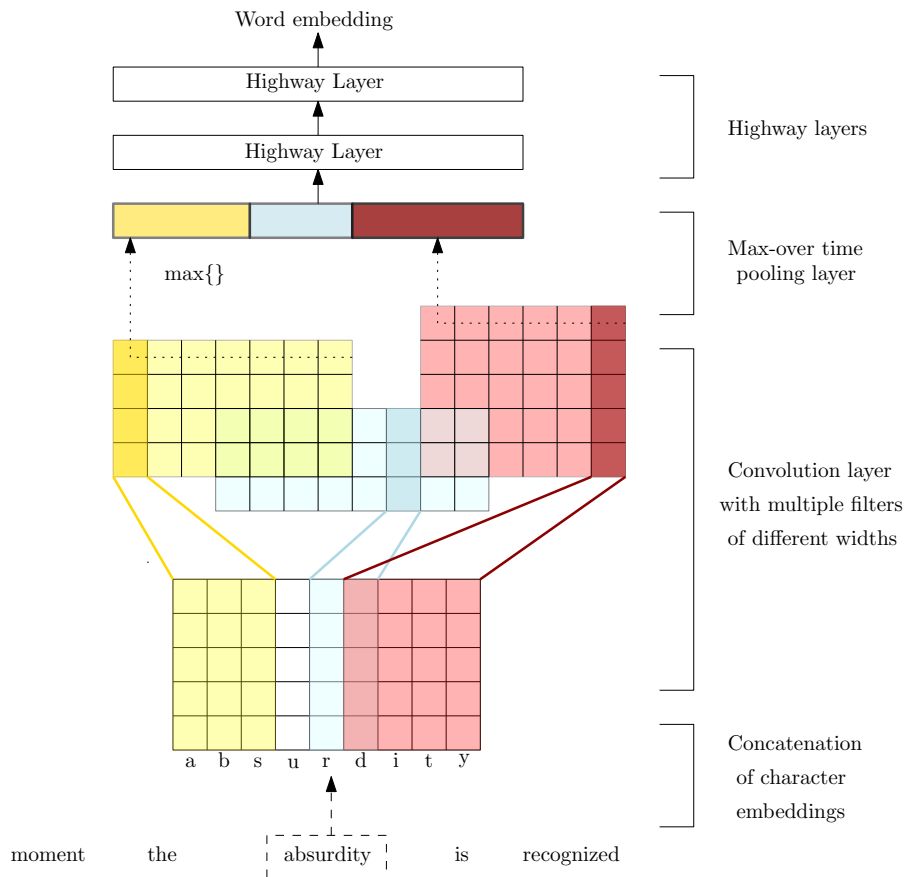 Word embedding
Highway Layer
Highway Layer
Highway layers
max{}
Max-over time
pooling layer
Convolution layer
with multiple filters
of different widths
a b s u r d i t y
Concatenation
of character
embeddings
moment the absurdity is recognized